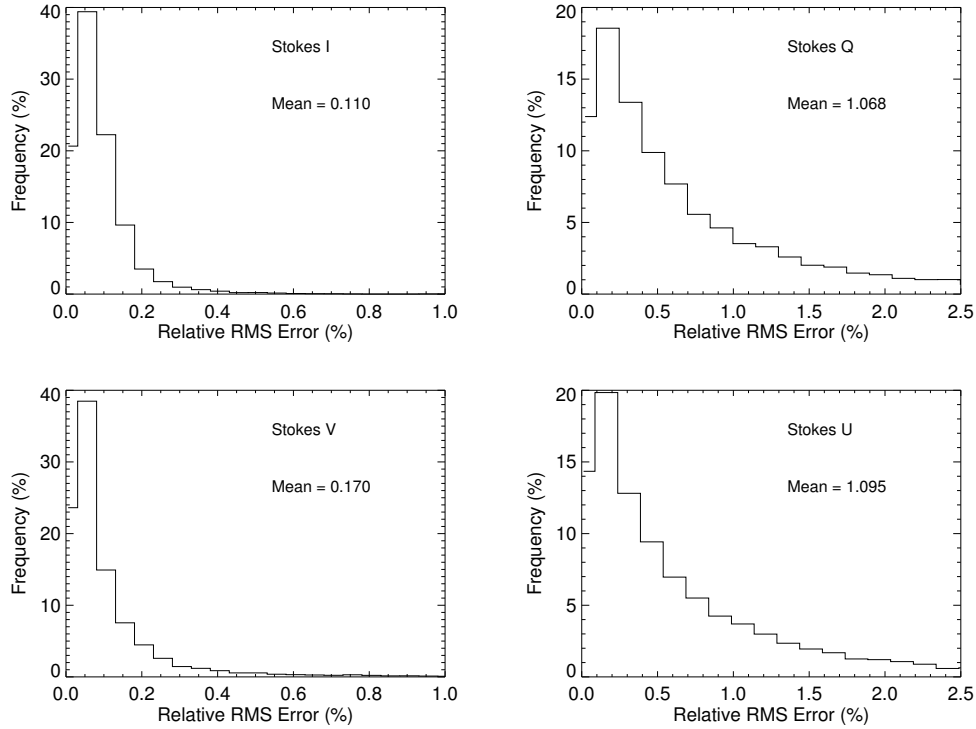 40
30
20
10
0
Frequency (%)
Stokes I
Mean = 0.110
0.0 0.2 0.4 0.6 0.8 1.0
Relative RMS Error (%)
20
15
10
5
0
Frequency (%)
Stokes Q
Mean = 1.068
0.0 0.5 1.0 1.5 2.0 2.5
Relative RMS Error (%)
40
30
20
10
0
Frequency (%)
Stokes V
Mean = 0.170
0.0 0.2 0.4 0.6 0.8 1.0
Relative RMS Error (%)
20
15
10
5
0
Frequency (%)
Stokes U
Mean = 1.095
0.0 0.5 1.0 1.5 2.0 2.5
Relative RMS Error (%)